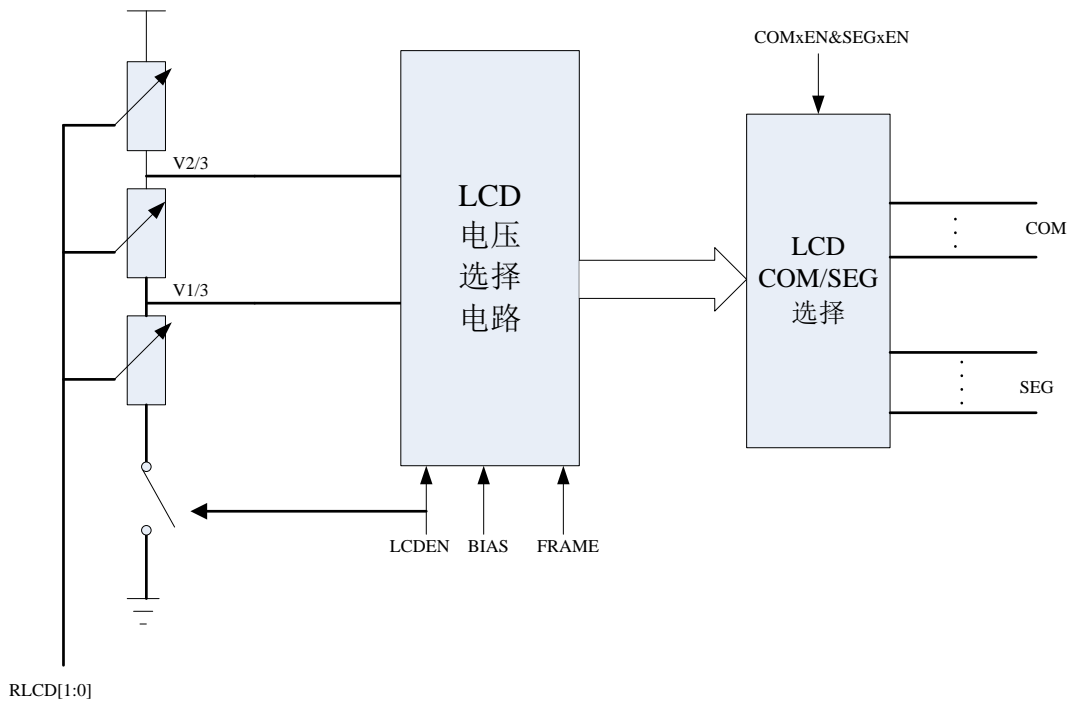 COMxEN&SEGxEN
V2/3
V1/3
LCD
电压
选择
电路
LCD
COM/SEG
选择
COM
SEG
LCDEN
BIAS
FRAME
RLCD[1:0]